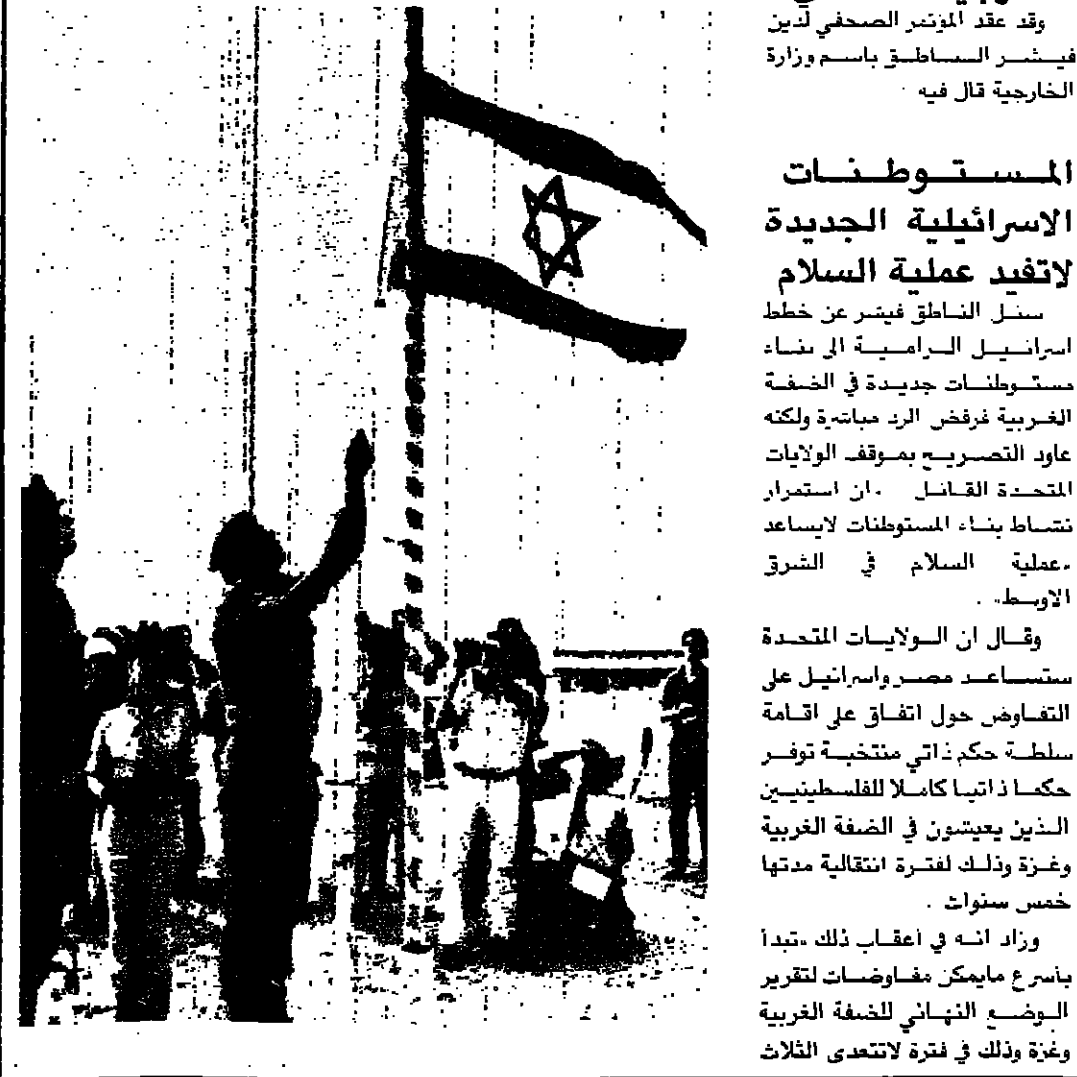 وقد عقد المؤتمر الصحفي لدين
فيشر الناطق باسم وزارة
الخارجية قال فيه
المستوطنات
الاسرائيلية الجديدة
لاتفيد عملية السلام
سئل الناطق فيشر عن خطط
اسرائيل الرامية الى بناء
مستوطنات جديدة في الضفة
الغربية فرفض الرد مباشرة ولكنه
عاود التصريح بموقف الولايات
المتحدة القائل «ان استمرار
نشاط بناء المستوطنات لايساعد
عملية السلام في الشرق
الاوسط» .
وقال ان الولايات المتحدة
ستساعد مصر واسرائيل على
التفاوض حول اتفاق على اقامة
سلطة حكم ذاتي منتخبة توفر
حكما ذاتيا كاملا للفلسطينيين
الذين يعيشون في الضفة الغربية
وغزة وذلك لفترة انتقالية مدتها
خمس سنوات .
وزاد انه في أعقاب ذلك «تبدأ
بأسرع مايمكن مفاوضات لتقرير
الوضع النهائي للضفة الغربية
وغزة وذلك في فترة لاتتعدى الثلاث